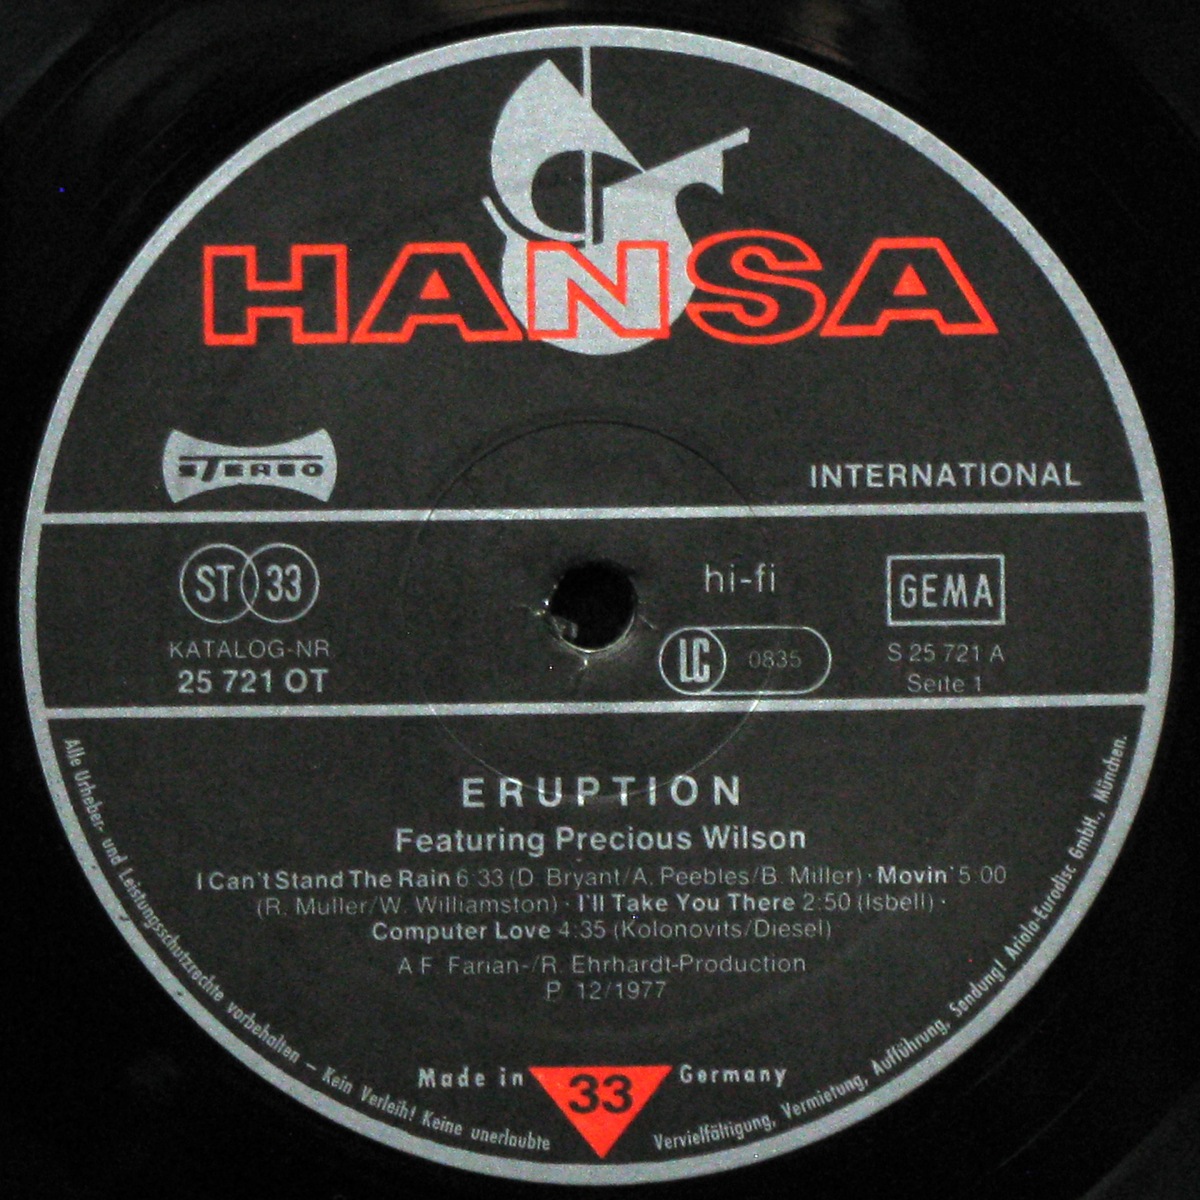 HANSA
STEREO
INTERNATIONAL
ST 33
hi-fi
GEMA
KATALOG-NR
25 721 OT
LC 0835
S 25 721 A
Seite 1
ERUPTION
Featuring Precious Wilson
I Can't Stand The Rain 6:33 (D. Bryant/A. Peebles/B. Miller) · Movin' 5:00
(R. Muller/W. Williamston) · I'll Take You There 2:50 (Isbell) ·
Computer Love 4:35 (Kolonovits/Diesel)
A F. Farian-/R. Ehrhardt-Production
P 12/1977
Made in 33 Germany
Alle Urheber- und Leistungsschutzrechte vorbehalten – Kein Verleih! Keine unerlaubte Vervielfältigung, Vermietung, Aufführung, Sendung! Ariola-Eurodisc GmbH., München.